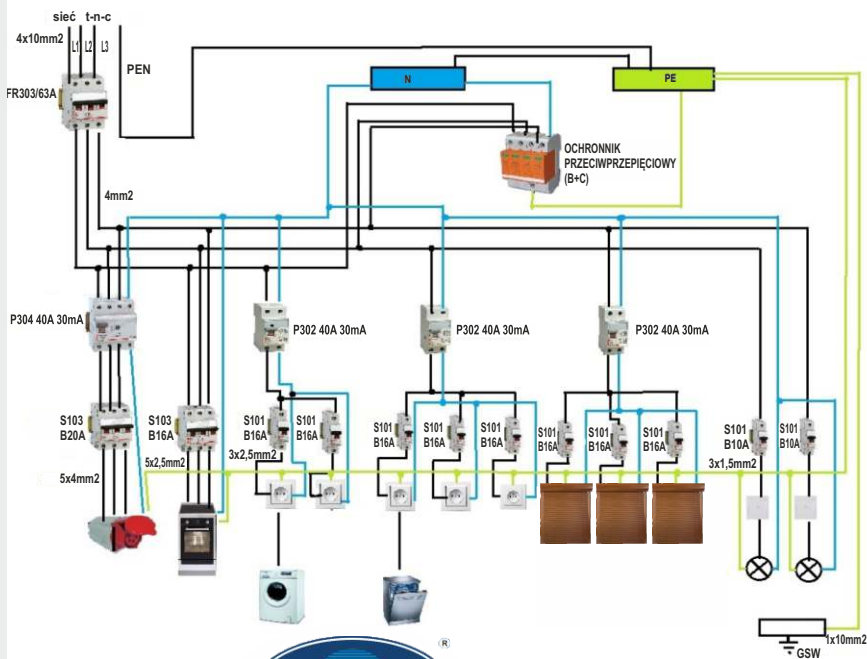 sieć t-n-c
4x10mm2
L1 L2 L3
PEN
FR303/63A
N
PE
OCHRONNIK
PRZECIWPRZEPIĘCIOWY
(B+C)
4mm2
P304 40A 30mA
P302 40A 30mA
P302 40A 30mA
P302 40A 30mA
S103
B20A
S103
B16A
S101
B16A
S101
B16A
S101
B16A
S101
B16A
S101
B16A
S101
B16A
S101
B16A
S101
B16A
S101
B10A
S101
B10A
5x4mm2
5x2,5mm2
3x2,5mm2
3x1,5mm2
1x10mm2
GSW
®